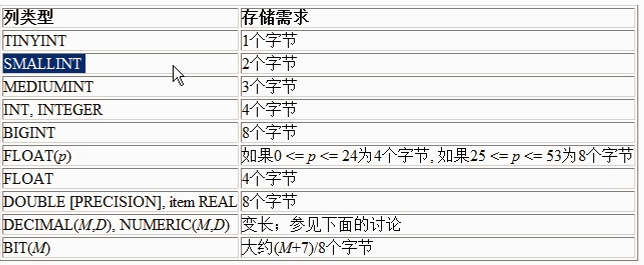 列类型 存储需求
TINYINT 1个字节
SMALLINT 2个字节
MEDIUMINT 3个字节
INT, INTEGER 4个字节
BIGINT 8个字节
FLOAT(p) 如果0 <= p <= 24为4个字节, 如果25 <= p <= 53为8个字节
FLOAT 4个字节
DOUBLE [PRECISION], item REAL 8个字节
DECIMAL(M,D), NUMERIC(M,D) 变长；参见下面的讨论
BIT(M) 大约(M+7)/8个字节